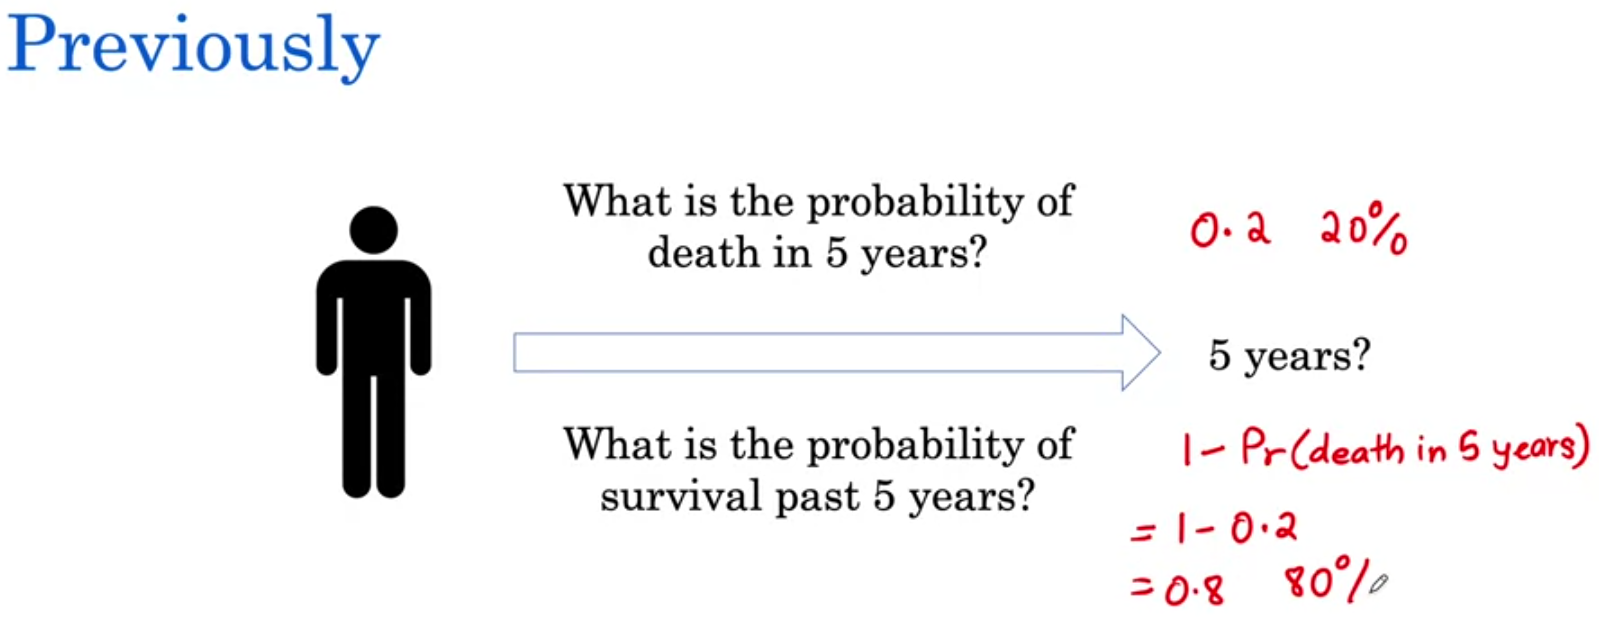 Previously
What is the probability of
death in 5 years?
0.2 20%
5 years?
What is the probability of
survival past 5 years?
1 - Pr(death in 5 years)
= 1 - 0.2
= 0.8 80%